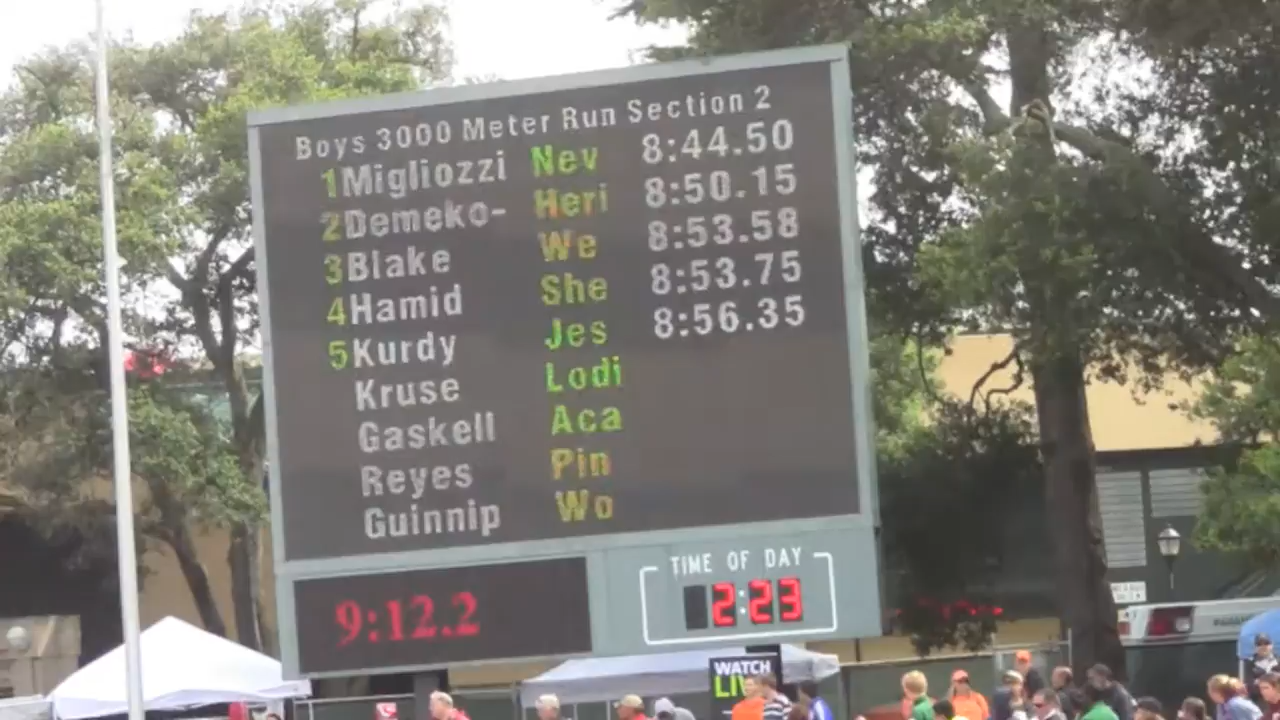 Boys 3000 Meter Run Section 2
1 Migliozzi Nev 8:44.50
2 Demeko- Heri 8:50.15
3 Blake We 8:53.58
4 Hamid She 8:53.75
5 Kurdy Jes 8:56.35
Kruse Lodi
Gaskell Aca
Reyes Pin
Guinnip Wo
TIME OF DAY
9:12.2 2:23
WATCH